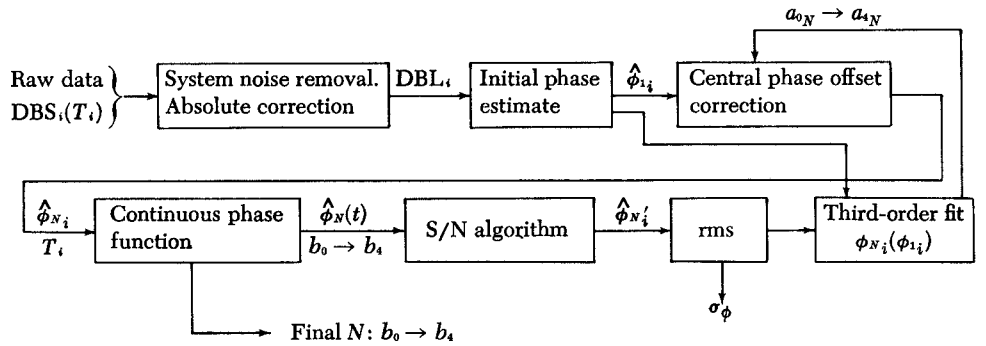 a₀N → a₄N
Raw data
DBSᵢ(Tᵢ)
System noise removal.
Absolute correction
DBLᵢ
Initial phase
estimate
ϕ̂₁ᵢ
Central phase offset
correction
ϕ̂Nᵢ
Tᵢ
Continuous phase
function
ϕ̂N(t)
b₀ → b₄
S/N algorithm
ϕ̂Nᵢ′
rms
Third-order fit
ϕNᵢ(ϕ₁ᵢ)
σϕ
Final N: b₀ → b₄